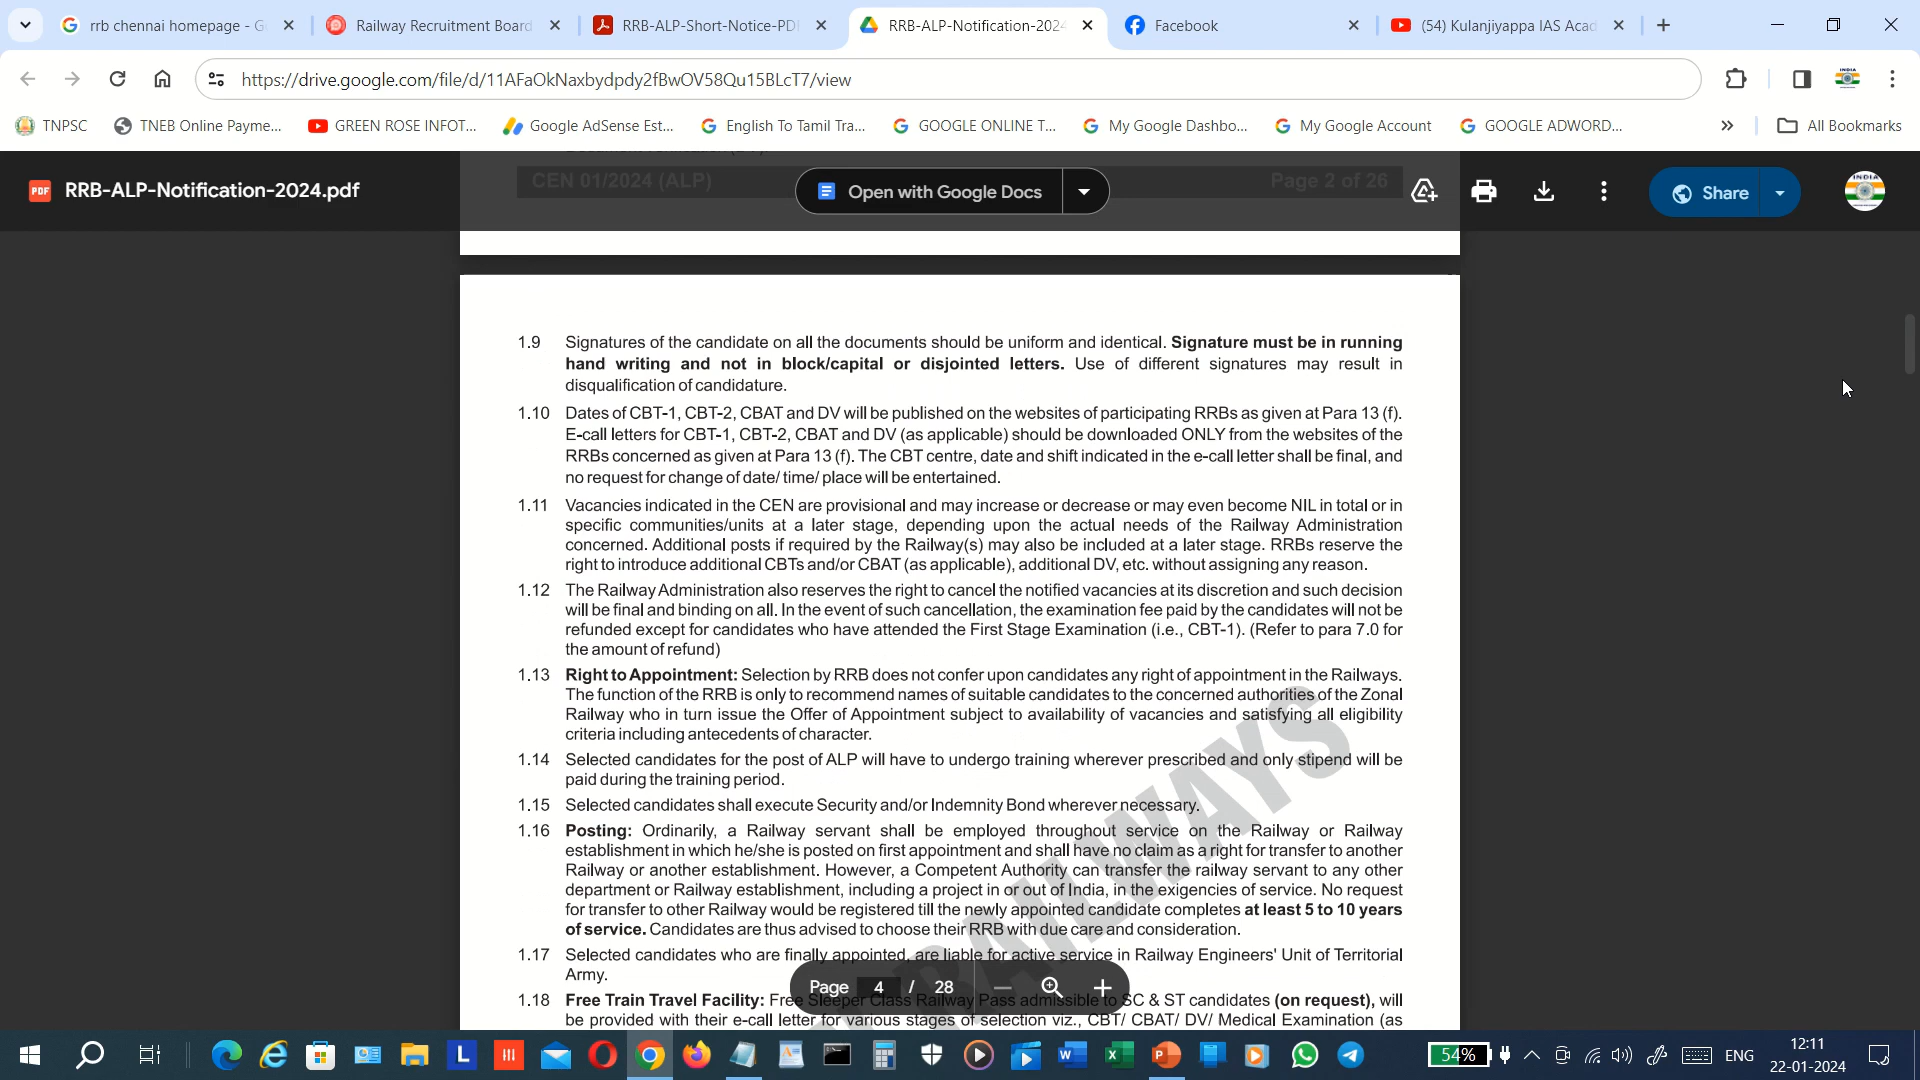 rrb chennai homepage - G
Railway Recruitment Board
RRB-ALP-Short-Notice-PD
RRB-ALP-Notification-2024
Facebook
(54) Kulanjiyappa IAS Acad
https://drive.google.com/file/d/11AFaOkNaxbydpdy2fBwOV58Qu15BLcT7/view
TNPSC
TNEB Online Payme...
GREEN ROSE INFOT...
Google AdSense Est...
English To Tamil Tra...
GOOGLE ONLINE T...
My Google Dashbo...
My Google Account
GOOGLE ADWORD...
All Bookmarks
PDF RRB-ALP-Notification-2024.pdf
CEN 01/2024 (ALP)
Open with Google Docs
Page 2 of 26
Share
INDIA
1.9 Signatures of the candidate on all the documents should be uniform and identical. Signature must be in running
hand writing and not in block/capital or disjointed letters. Use of different signatures may result in
disqualification of candidature.
1.10 Dates of CBT-1, CBT-2, CBAT and DV will be published on the websites of participating RRBs as given at Para 13 (f).
E-call letters for CBT-1, CBT-2, CBAT and DV (as applicable) should be downloaded ONLY from the websites of the
RRBs concerned as given at Para 13 (f). The CBT centre, date and shift indicated in the e-call letter shall be final, and
no request for change of date/ time/ place will be entertained.
1.11 Vacancies indicated in the CEN are provisional and may increase or decrease or may even become NIL in total or in
specific communities/units at a later stage, depending upon the actual needs of the Railway Administration
concerned. Additional posts if required by the Railway(s) may also be included at a later stage. RRBs reserve the
right to introduce additional CBTs and/or CBAT (as applicable), additional DV, etc. without assigning any reason.
1.12 The Railway Administration also reserves the right to cancel the notified vacancies at its discretion and such decision
will be final and binding on all. In the event of such cancellation, the examination fee paid by the candidates will not be
refunded except for candidates who have attended the First Stage Examination (i.e., CBT-1). (Refer to para 7.0 for
the amount of refund)
1.13 Right to Appointment: Selection by RRB does not confer upon candidates any right of appointment in the Railways.
The function of the RRB is only to recommend names of suitable candidates to the concerned authorities of the Zonal
Railway who in turn issue the Offer of Appointment subject to availability of vacancies and satisfying all eligibility
criteria including antecedents of character.
1.14 Selected candidates for the post of ALP will have to undergo training wherever prescribed and only stipend will be
paid during the training period.
1.15 Selected candidates shall execute Security and/or Indemnity Bond wherever necessary.
1.16 Posting: Ordinarily, a Railway servant shall be employed throughout service on the Railway or Railway
establishment in which he/she is posted on first appointment and shall have no claim as a right for transfer to another
Railway or another establishment. However, a Competent Authority can transfer the railway servant to any other
department or Railway establishment, including a project in or out of India, in the exigencies of service. No request
for transfer to other Railway would be registered till the newly appointed candidate completes at least 5 to 10 years
of service. Candidates are thus advised to choose their RRB with due care and consideration.
1.17 Selected candidates who are finally appointed, are liable for active service in Railway Engineers' Unit of Territorial
Army.
1.18 Free Train Travel Facility: Free Sleeper Class Railway Pass admissible to SC & ST candidates (on request), will
be provided with their e-call letter for various stages of selection viz., CBT/ CBAT/ DV/ Medical Examination (as
RAILWAYS
Page 4 / 28
54%
ENG
12:11
22-01-2024